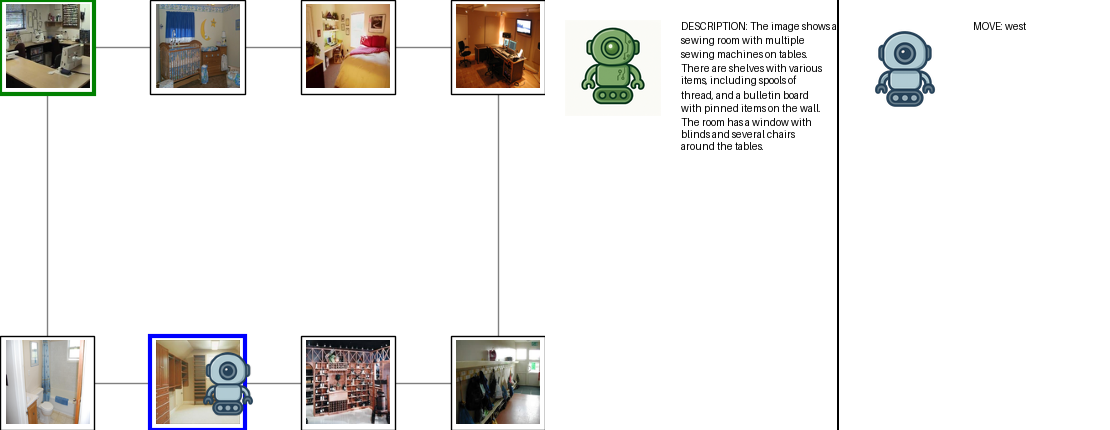 DESCRIPTION: The image shows a
sewing room with multiple
sewing machines on tables.
There are shelves with various
items, including spools of
thread, and a bulletin board
with pinned items on the wall.
The room has a window with
blinds and several chairs
around the tables.
MOVE: west